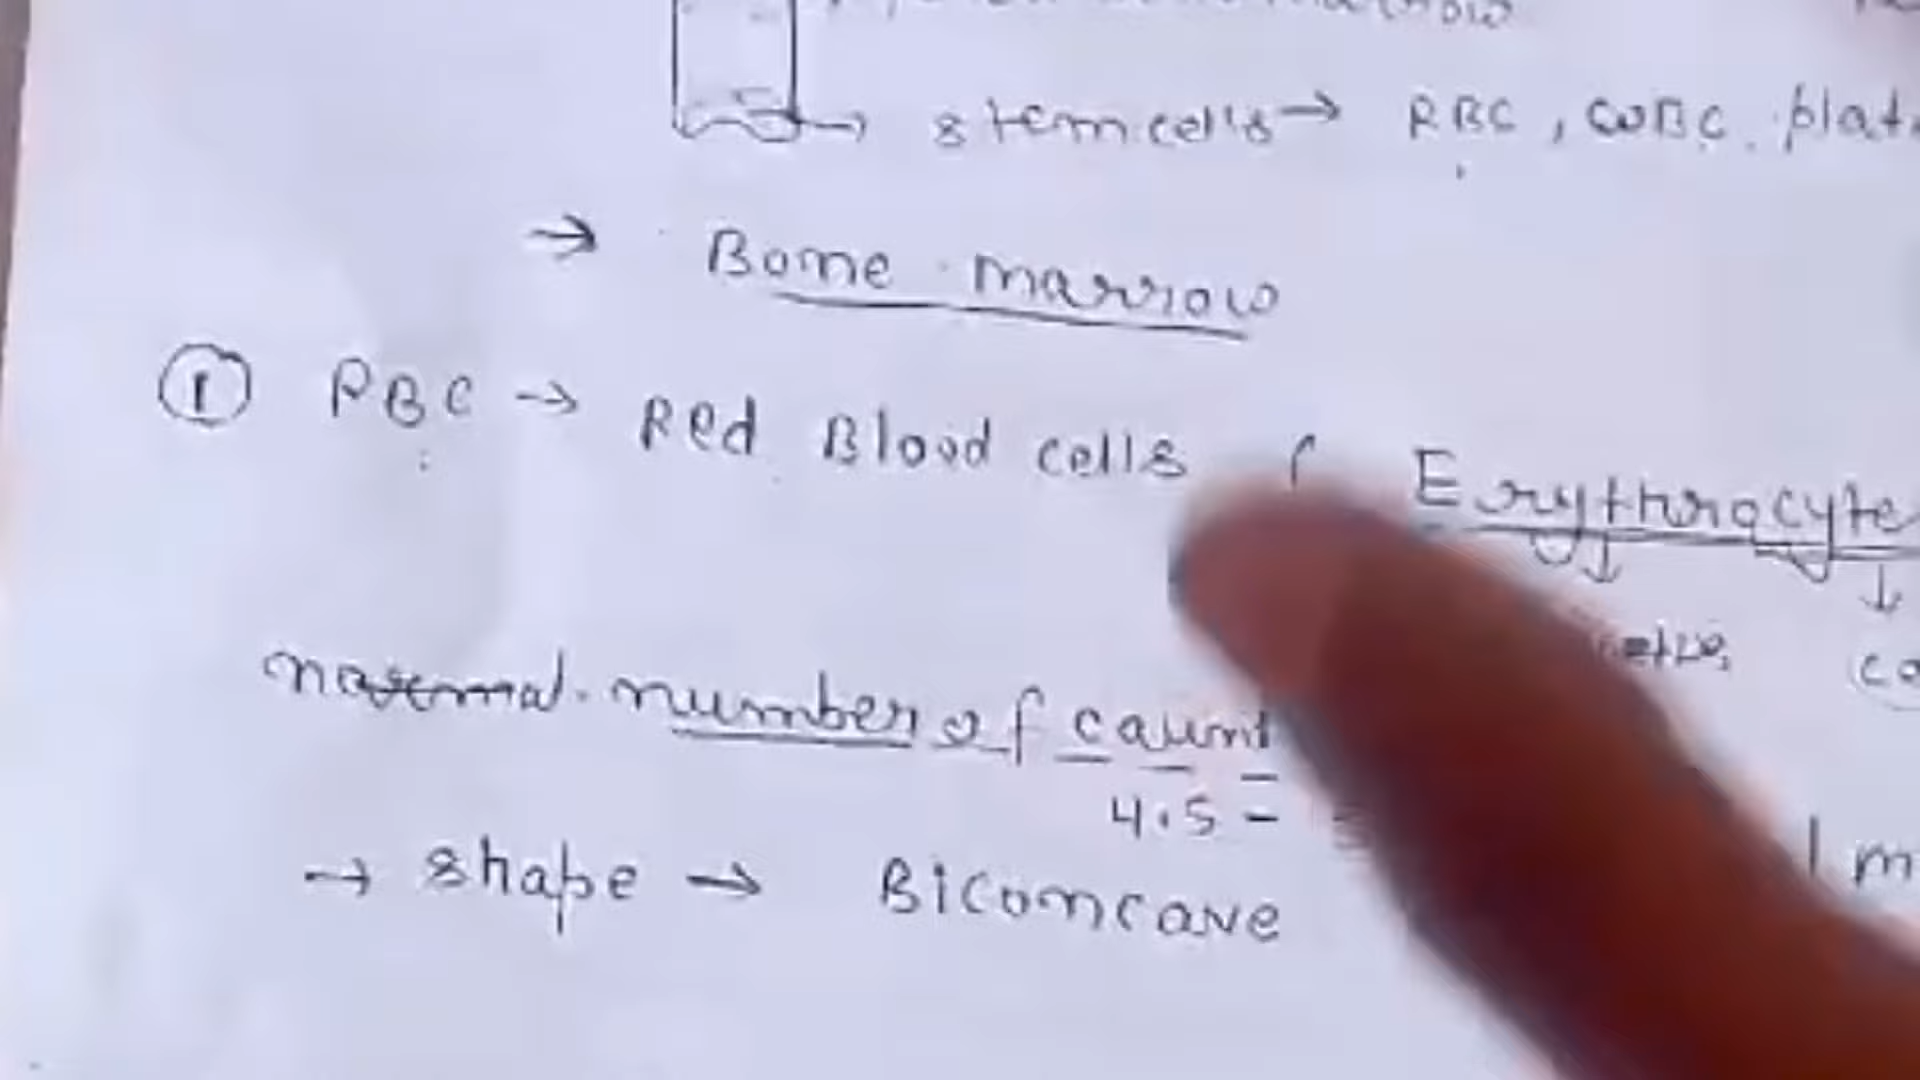 stem cells → RBC, WBC, plat
→ Bone marrow
① RBC → Red Blood cells ( Erythrocyte
normal number of count
4.5 -
→ shape → Biconcave